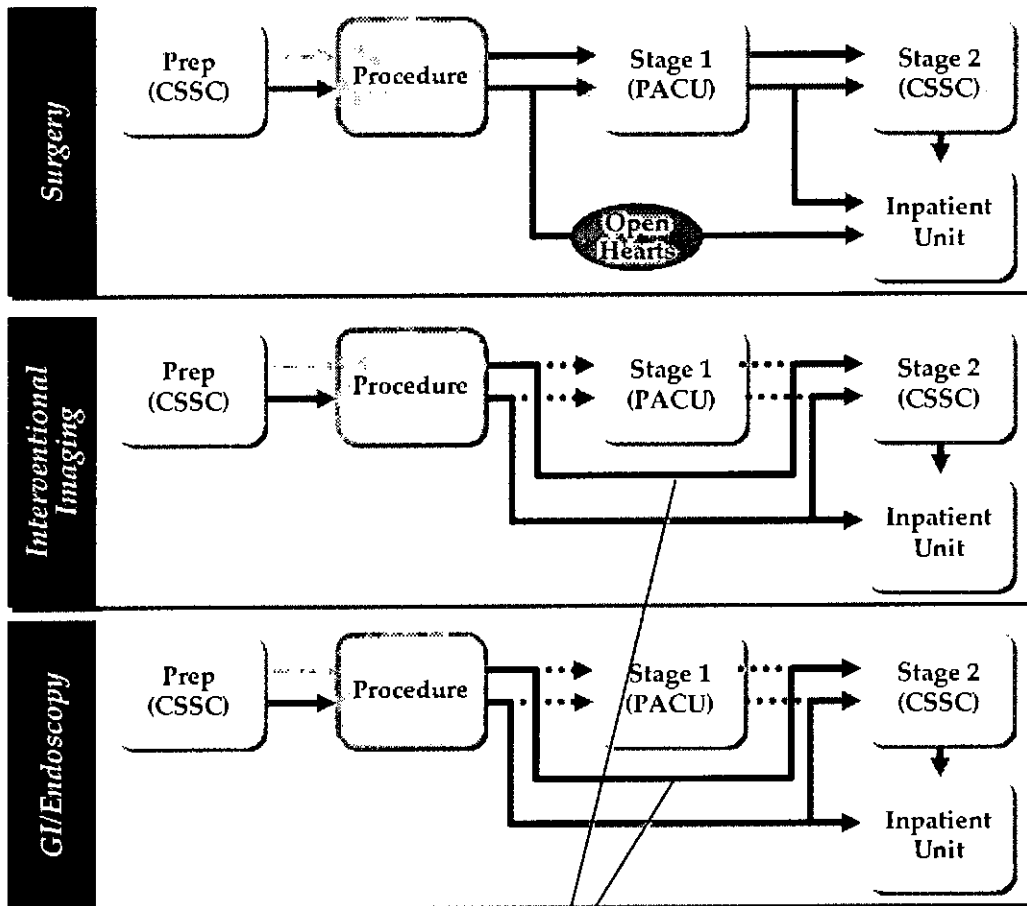 Surgery
Prep
(CSSC)
Procedure
Stage 1
(PACU)
Stage 2
(CSSC)
Open
Hearts
Inpatient
Unit
Interventional
Imaging
Prep
(CSSC)
Procedure
Stage 1
(PACU)
Stage 2
(CSSC)
Inpatient
Unit
GI/Endoscopy
Prep
(CSSC)
Procedure
Stage 1
(PACU)
Stage 2
(CSSC)
Inpatient
Unit